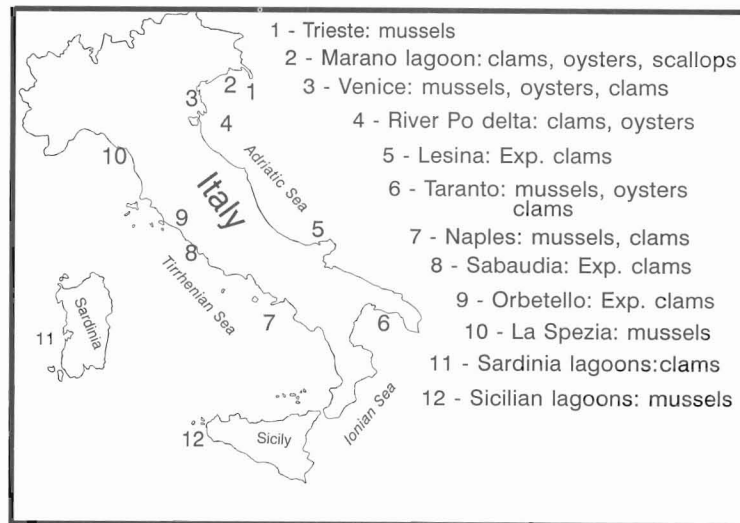 1 - Trieste: mussels
2 - Marano lagoon: clams, oysters, scallops
3 - Venice: mussels, oysters, clams
4 - River Po delta: clams, oysters
5 - Lesina: Exp. clams
6 - Taranto: mussels, oysters
clams
7 - Naples: mussels, clams
8 - Sabaudia: Exp. clams
9 - Orbetello: Exp. clams
10 - La Spezia: mussels
11 - Sardinia lagoons:clams
12 - Sicilian lagoons: mussels
2
1
3
4
10
Adriatic Sea
Italy
9
5
8
Tirrhenian Sea
Sardinia
7
6
11
Ionian Sea
12
Sicily